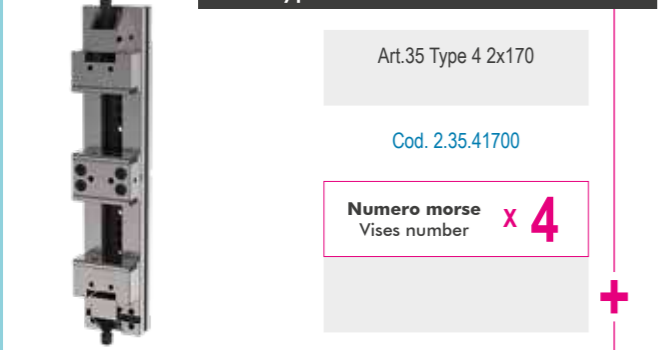 Art.35 Type 4 2x170
Cod. 2.35.41700
Numero morse
Vises number
x 4
+